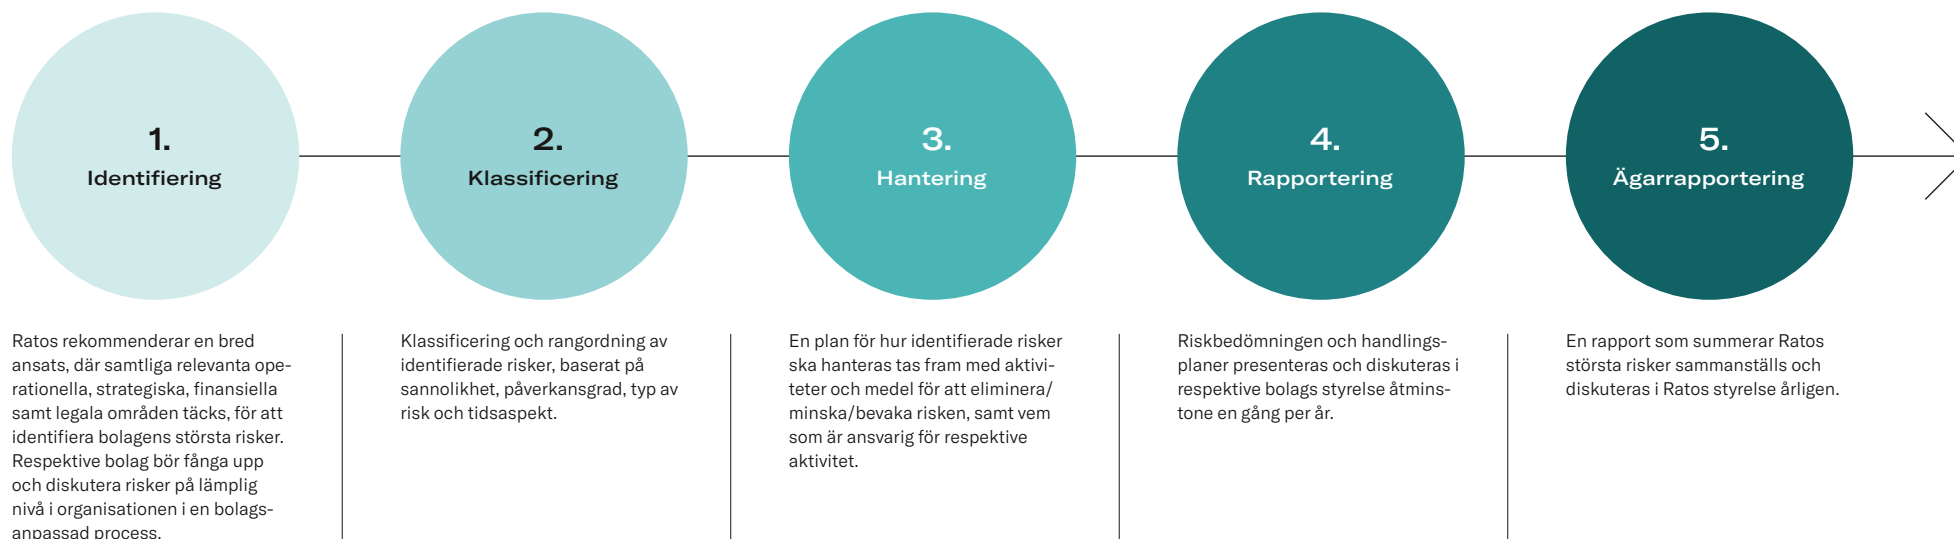 1.
Identifiering
2.
Klassificering
3.
Hantering
4.
Rapportering
5.
Ägarrapportering
Ratos rekommenderar en bred
ansats, där samtliga relevanta ope-
rationella, strategiska, finansiella
samt legala områden täcks, för att
identifiera bolagens största risker.
Respektive bolag bör fånga upp
och diskutera risker på lämplig
nivå i organisationen i en bolags-
anpassad process.
Klassificering och rangordning av
identifierade risker, baserat på
sannolikhet, påverkansgrad, typ av
risk och tidsaspekt.
En plan för hur identifierade risker
ska hanteras tas fram med aktivi-
teter och medel för att eliminera/
minska/bevaka risken, samt vem
som är ansvarig för respektive
aktivitet.
Riskbedömningen och handlings-
planer presenteras och diskuteras i
respektive bolags styrelse åtmins-
tone en gång per år.
En rapport som summerar Ratos
största risker sammanställs och
diskuteras i Ratos styrelse årligen.